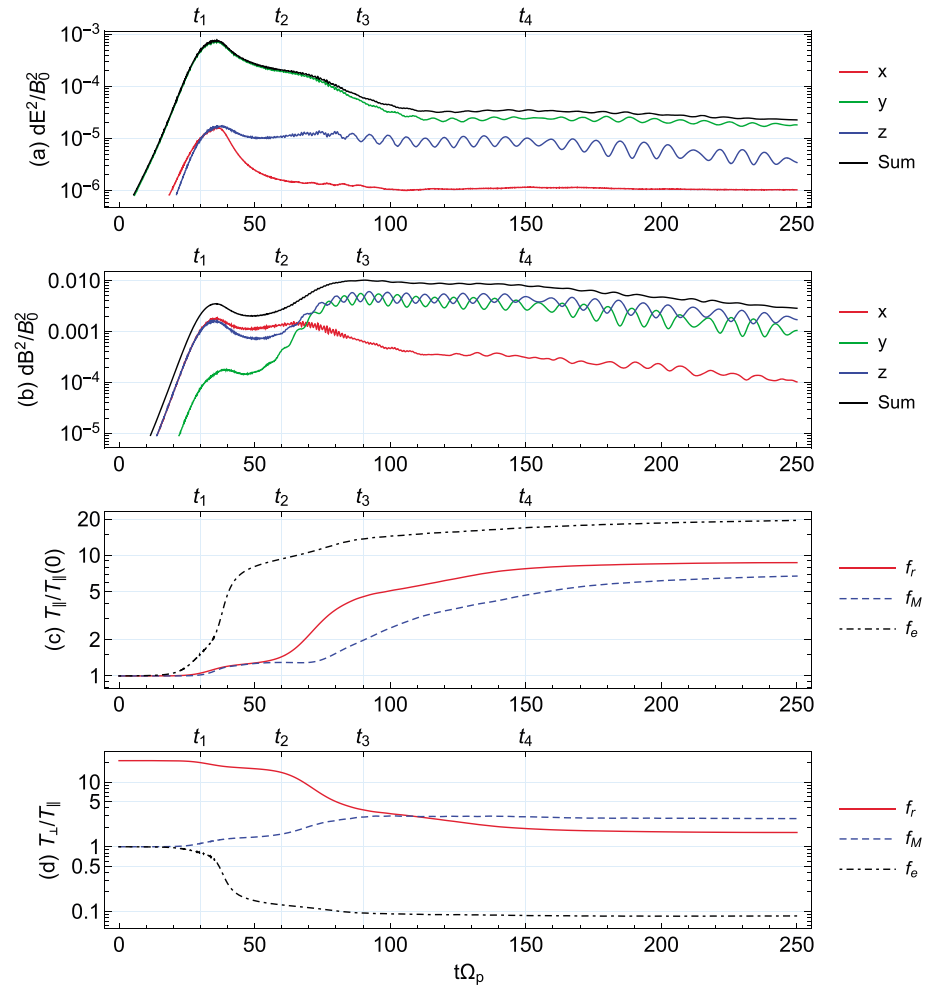 t1 t2 t3 t4
(a) dE²/B₀²
10⁻³
10⁻⁴
10⁻⁵
10⁻⁶
0 50 100 150 200 250
x
y
z
Sum
t1 t2 t3 t4
(b) dB²/B₀²
0.010
0.001
10⁻⁴
10⁻⁵
0 50 100 150 200 250
x
y
z
Sum
t1 t2 t3 t4
(c) T∥/T∥(0)
20
10
5
2
1
0 50 100 150 200 250
fr
fM
fe
t1 t2 t3 t4
(d) T⊥/T∥
10
5
1
0.5
0.1
0 50 100 150 200 250
fr
fM
fe
tΩp